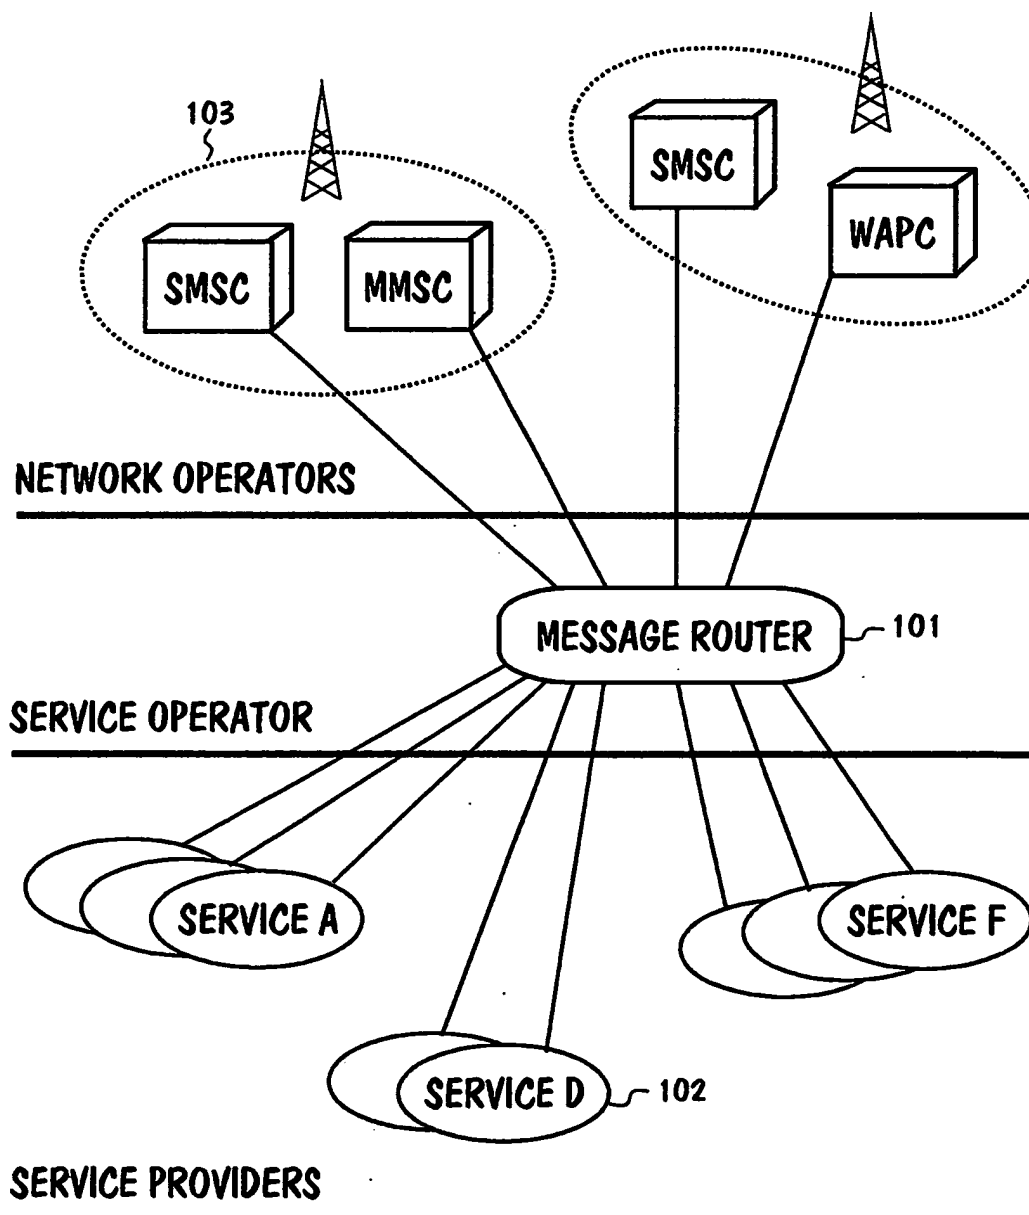 103
SMSC
WAPC
SMSC
MMSC
NETWORK OPERATORS
MESSAGE ROUTER
101
SERVICE OPERATOR
SERVICE A
SERVICE F
SERVICE D
102
SERVICE PROVIDERS